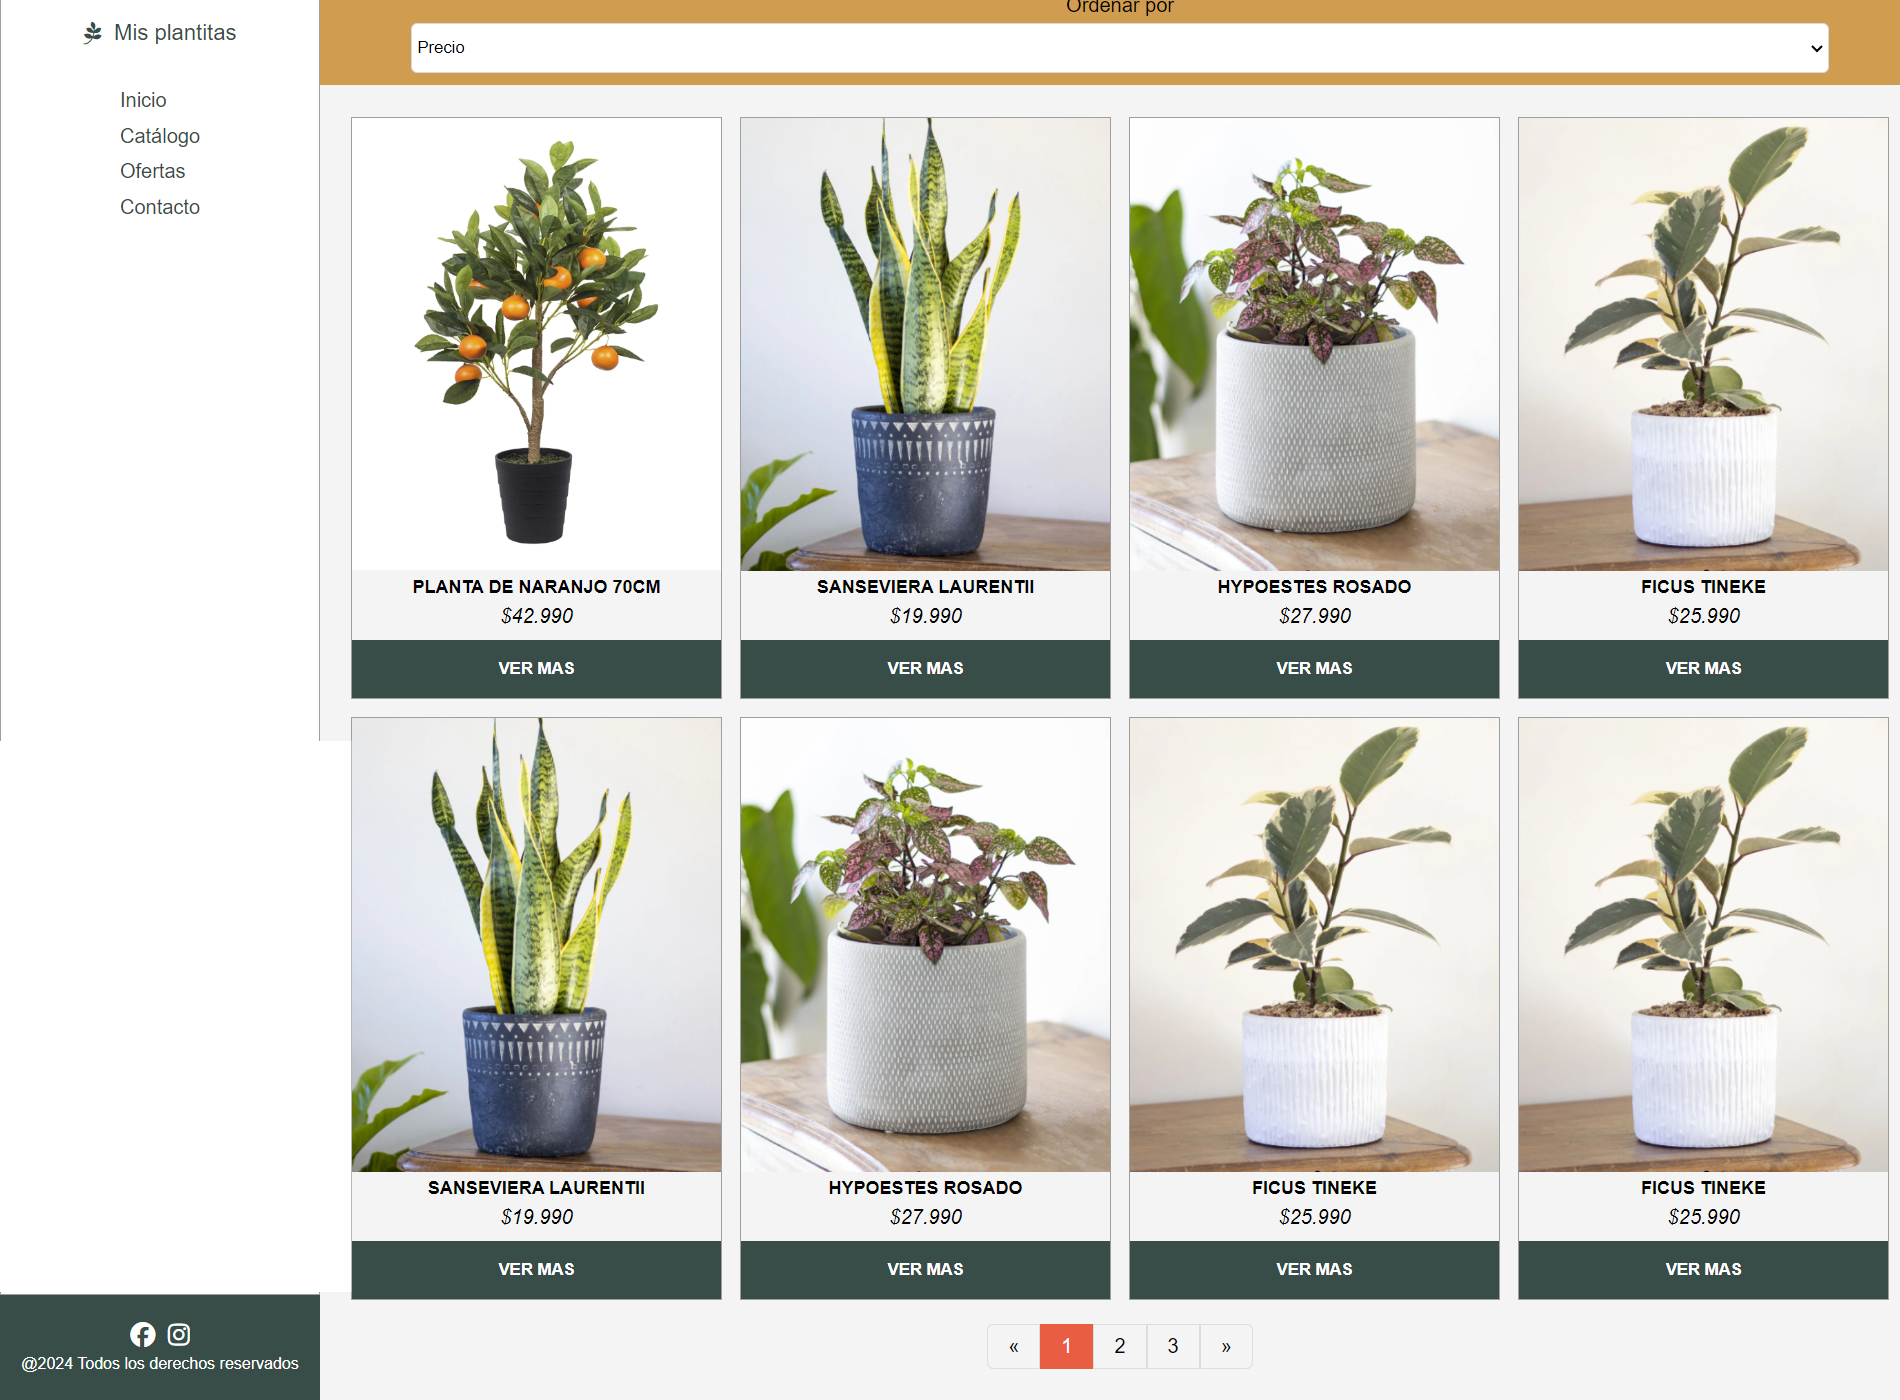 Mis plantitas
Inicio
Catálogo
Ofertas
Contacto
Ordenar por
Precio
PLANTA DE NARANJO 70CM
$42.990
VER MAS
SANSEVIERA LAURENTII
$19.990
VER MAS
HYPOESTES ROSADO
$27.990
VER MAS
FICUS TINEKE
$25.990
VER MAS
SANSEVIERA LAURENTII
$19.990
VER MAS
HYPOESTES ROSADO
$27.990
VER MAS
FICUS TINEKE
$25.990
VER MAS
FICUS TINEKE
$25.990
VER MAS
« 1 2 3 »
@2024 Todos los derechos reservados